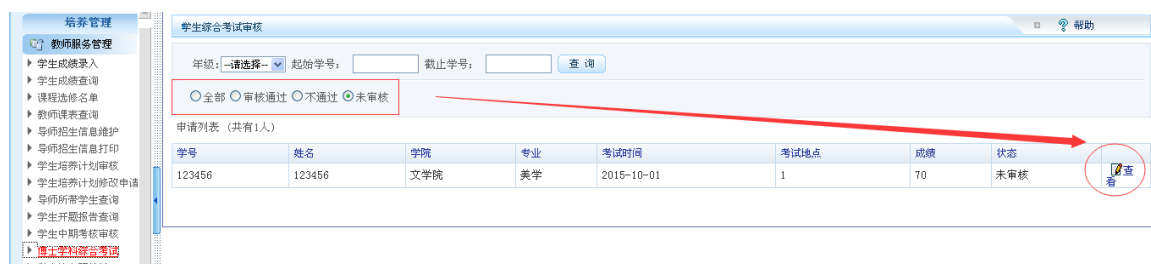 培养管理
教师服务管理
学生成绩录入
学生成绩查询
课程选修名单
教师课表查询
导师招生信息维护
导师招生信息打印
学生培养计划审核
学生培养计划修改申请
导师所带学生查询
学生开题报告查询
学生中期考核审核
博士学科综合考试
学生综合考试审核
帮助
年级: --请选择-- 起始学号: 截止学号: 查 询
全部 审核通过 不通过 未审核
申请列表 (共有1人)
学号 姓名 学院 专业 考试时间 考试地点 成绩 状态
123456 123456 文学院 美学 2015-10-01 1 70 未审核 查看